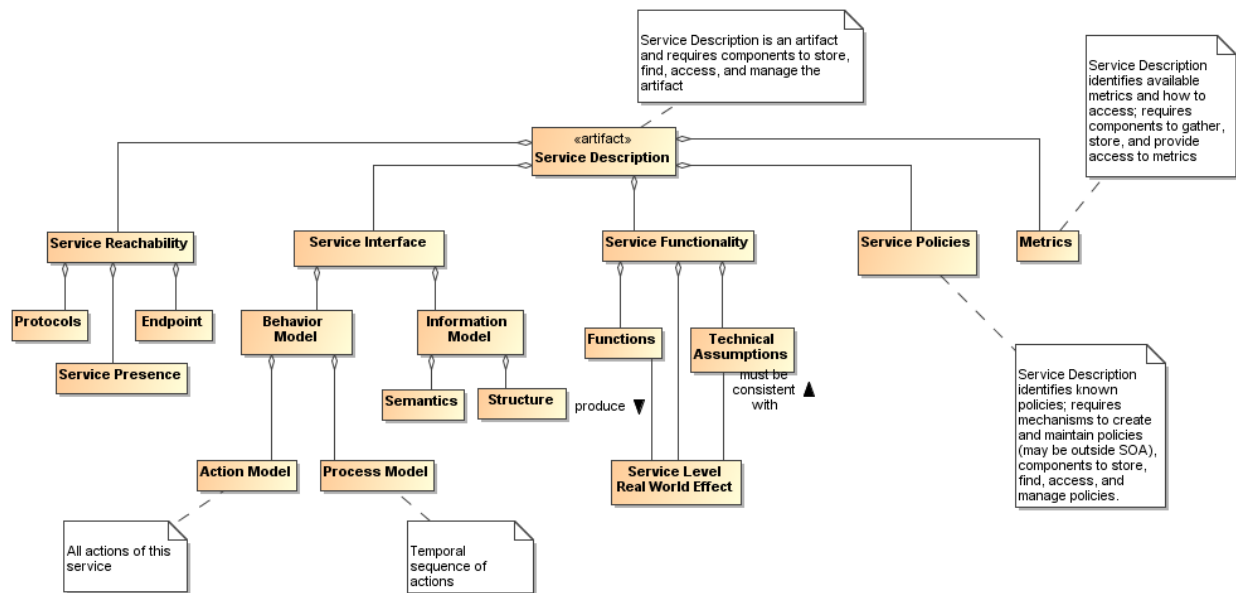 Service Description is an artifact
and requires components to store,
find, access, and manage the
artifact
Service Description
identifies available
metrics and how to
access; requires
components to gather,
store, and provide
access to metrics
«artifact»
Service Description
Service Reachability
Service Interface
Service Functionality
Service Policies
Metrics
Protocols
Endpoint
Service Presence
Behavior
Model
Information
Model
Functions
Technical
Assumptions
Semantics
Structure
produce ▼
must be
consistent ▲
with
Service Description
identifies known
policies; requires
mechanisms to create
and maintain policies
(may be outside SOA),
components to store,
find, access, and
manage policies.
Action Model
Process Model
Service Level
Real World Effect
All actions of this
service
Temporal
sequence of
actions